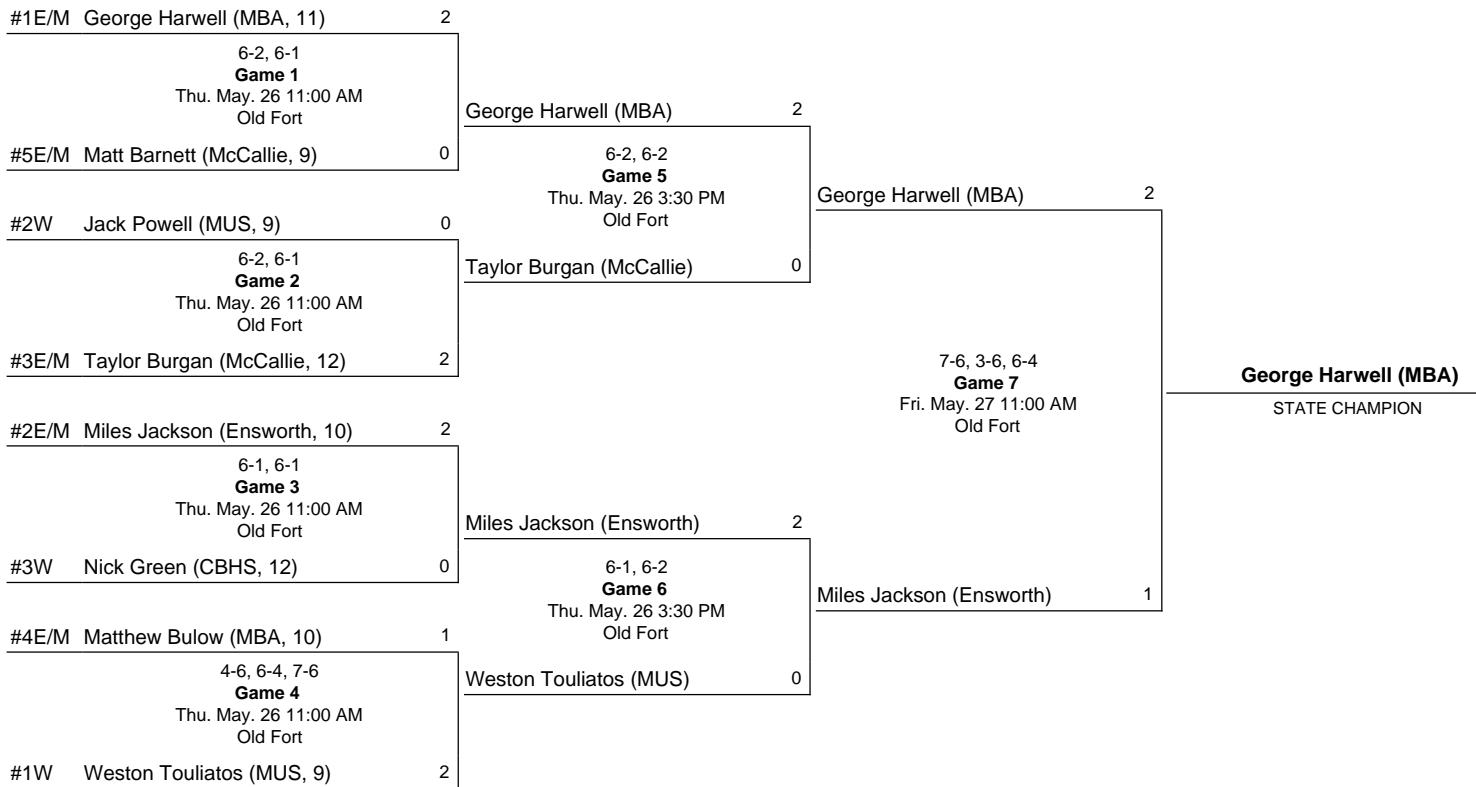 #1E/M George Harwell (MBA, 11) 2
6-2, 6-1
Game 1
Thu. May. 26 11:00 AM
Old Fort
#5E/M Matt Barnett (McCallie, 9) 0
#2W Jack Powell (MUS, 9) 0
6-2, 6-1
Game 2
Thu. May. 26 11:00 AM
Old Fort
#3E/M Taylor Burgan (McCallie, 12) 2
#2E/M Miles Jackson (Ensworth, 10) 2
6-1, 6-1
Game 3
Thu. May. 26 11:00 AM
Old Fort
#3W Nick Green (CBHS, 12) 0
#4E/M Matthew Bulow (MBA, 10) 1
4-6, 6-4, 7-6
Game 4
Thu. May. 26 11:00 AM
Old Fort
#1W Weston Touliatos (MUS, 9) 2
George Harwell (MBA) 2
6-2, 6-2
Game 5
Thu. May. 26 3:30 PM
Old Fort
Taylor Burgan (McCallie) 0
Miles Jackson (Ensworth) 2
6-1, 6-2
Game 6
Thu. May. 26 3:30 PM
Old Fort
Weston Touliatos (MUS) 0
George Harwell (MBA) 2
7-6, 3-6, 6-4
Game 7
Fri. May. 27 11:00 AM
Old Fort
Miles Jackson (Ensworth) 1
George Harwell (MBA)
STATE CHAMPION